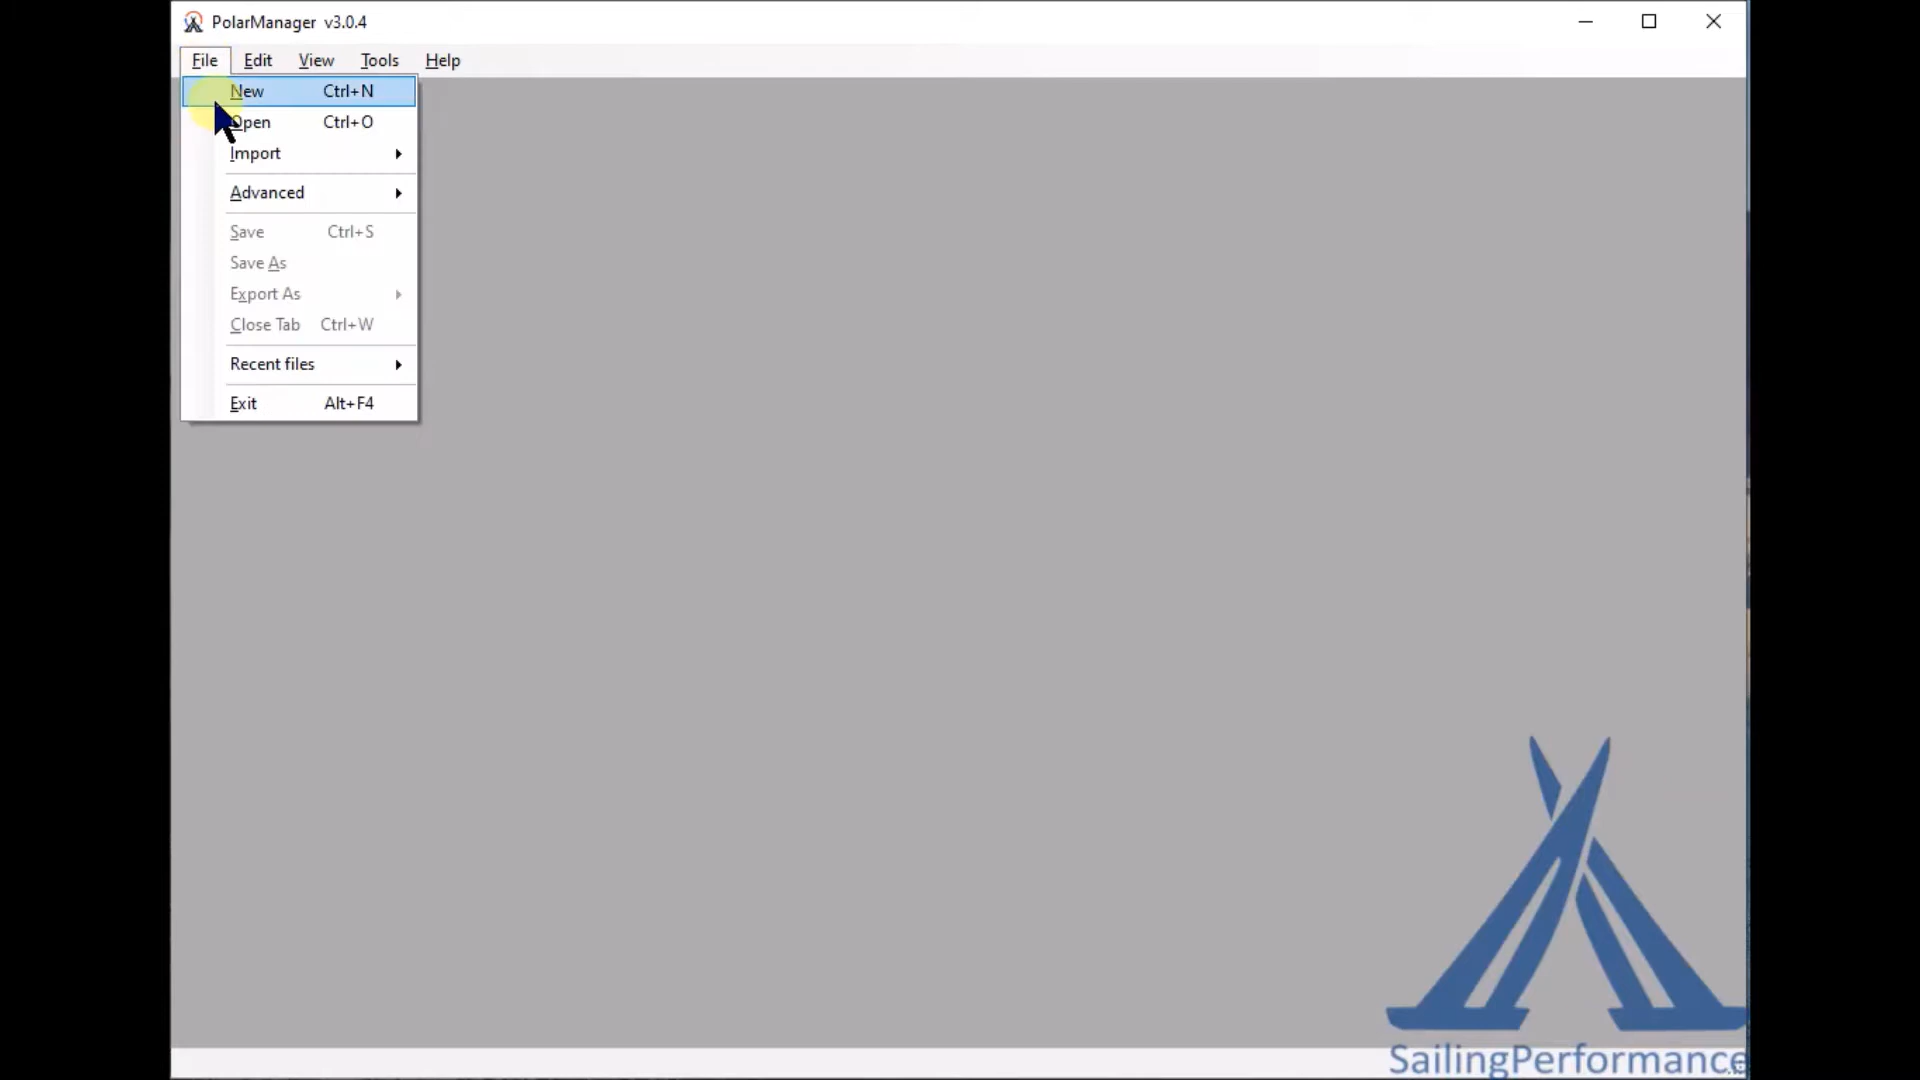 PolarManager v3.0.4
File Edit View Tools Help
New Ctrl+N
Open Ctrl+O
Import
Advanced
Save Ctrl+S
Save As
Export As
Close Tab Ctrl+W
Recent files
Exit Alt+F4
SailingPerformance